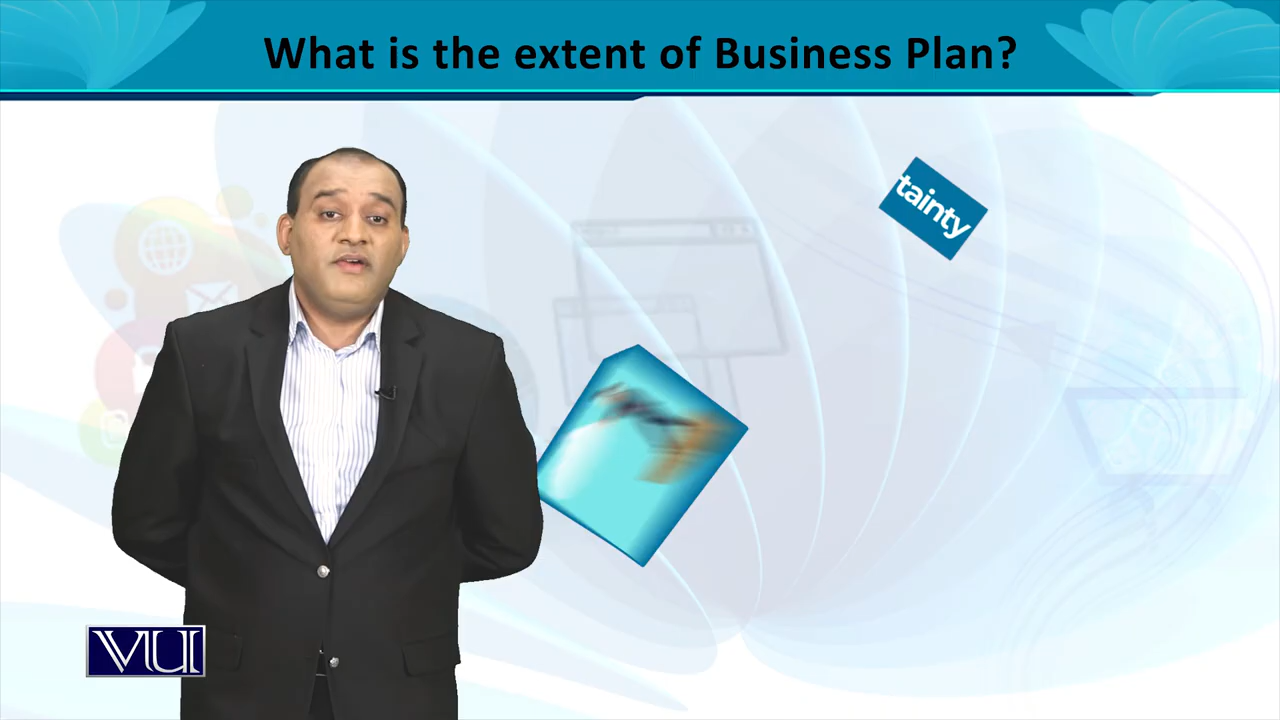 What is the extent of Business Plan?
tainty
VU